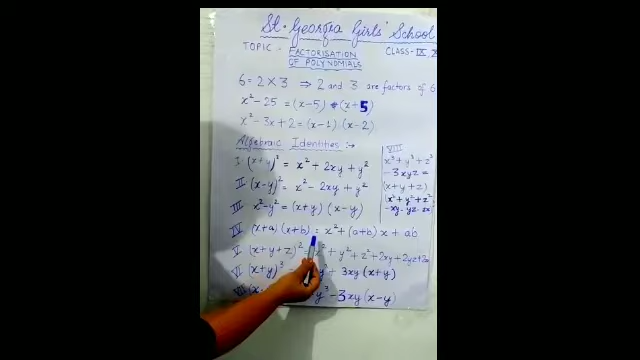 St. Georga Girls' School
TOPIC - FACTORISATION OF POLYNOMIALS
CLASS - IX,
6 = 2 × 3 ⇒ 2 and 3 are factors of 6
x² - 25 = (x-5) (x+5)
x² - 3x + 2 = (x-1) . (x-2)
Algebraic Identities :→
I (x+y)² = x² + 2xy + y²
II (x-y)² = x² - 2xy + y²
III x² - y² = (x+y) (x-y)
IV (x+a) (x+b) = x² + (a+b) x + ab
V (x+y+z)² = x² + y² + z² + 2xy + 2yz +
VI (x+y)³ + 3xy (x+y)
y³ - 3xy (x-y)
VIII
x³ + y³ + z³
- 3xyz =
(x+y+z)
(x² + y² + z²
-xy - yz - zx)